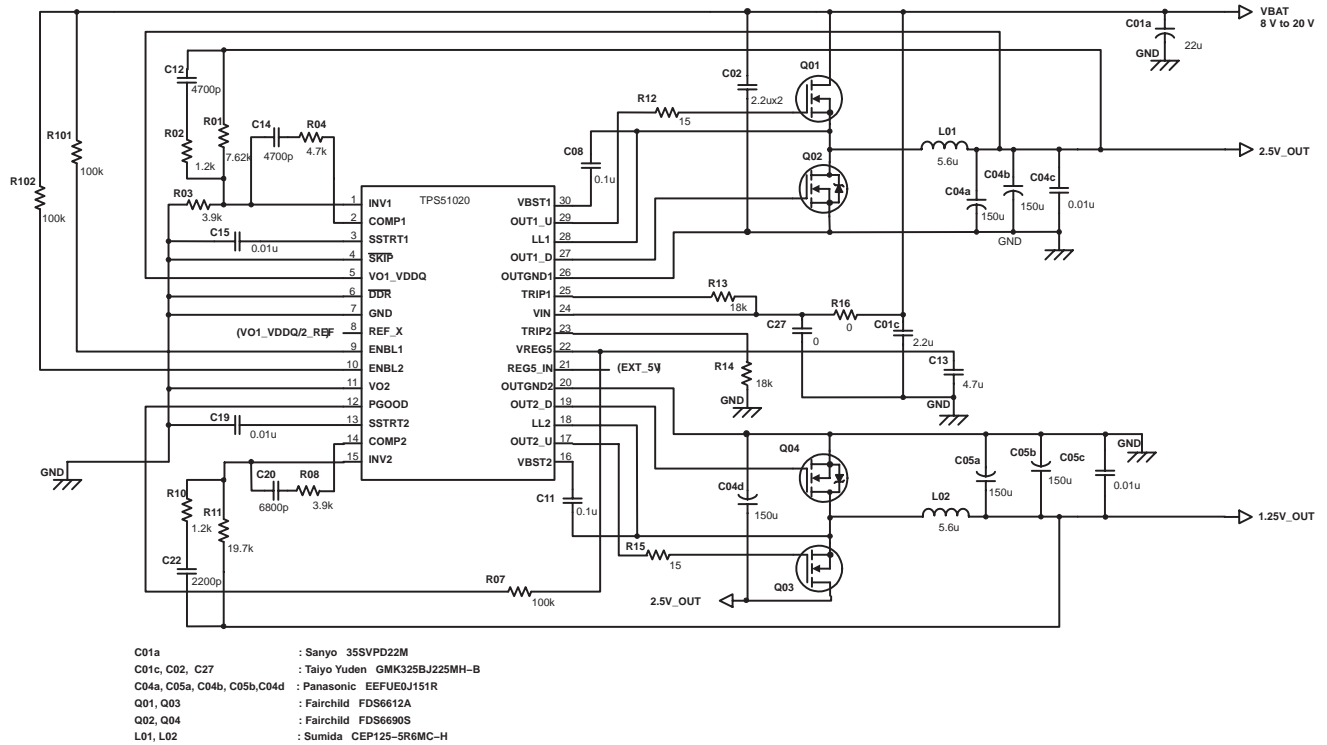 VBAT
8 V to 20 V
C01a
22u
GND
C12
4700p
C02
2.2ux2
Q01
R12
15
R101
100k
R02
1.2k
R01
7.62k
C14
4700p
R04
4.7k
C08
0.1u
L01
5.6u
2.5V_OUT
Q02
R102
100k
R03
3.9k
C04a
150u
C04b
150u
C04c
0.01u
GND
TPS51020
C15
0.01u
1 INV1
2 COMP1
3 SSTRT1
4 SKIP
5 VO1_VDDQ
6 DDR
7 GND
(VO1_VDDQ/2_REF) 8 REF_X
9 ENBL1
10 ENBL2
11 VO2
12 PGOOD
13 SSTRT2
14 COMP2
15 INV2
VBST1 30
OUT1_U 29
LL1 28
OUT1_D 27
OUTGND1 26
TRIP1 25
VIN 24
TRIP2 23
VREG5 22
REG5_IN 21 (EXT_5V)
OUTGND2 20
OUT2_D 19
LL2 18
OUT2_U 17
VBST2 16
R13
18k
R16
0
C27
0
C01c
2.2u
C13
4.7u
R14
18k
GND
GND
C19
0.01u
GND
C20
6800p
R08
3.9k
R10
1.2k
R11
19.7k
C22
2200p
C11
0.1u
R15
15
C04d
150u
Q04
Q03
C05a
150u
C05b
150u
C05c
0.01u
GND
L02
5.6u
1.25V_OUT
R07
100k
2.5V_OUT
C01a : Sanyo 35SVPD22M
C01c, C02, C27 : Taiyo Yuden GMK325BJ225MH–B
C04a, C05a, C04b, C05b,C04d : Panasonic EEFUE0J151R
Q01, Q03 : Fairchild FDS6612A
Q02, Q04 : Fairchild FDS6690S
L01, L02 : Sumida CEP125–5R6MC–H